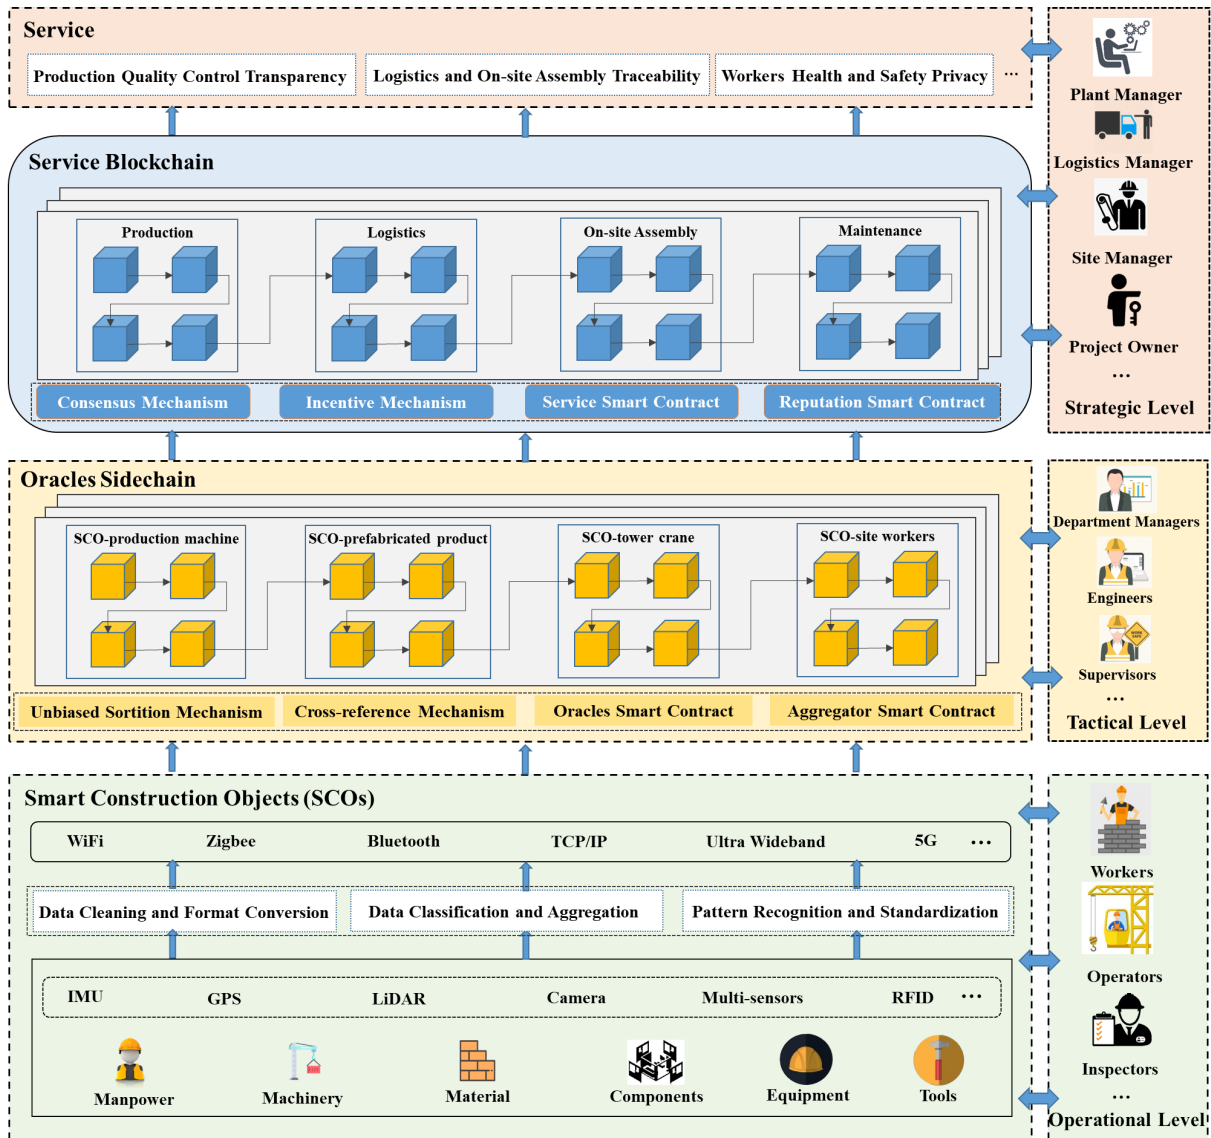 Service
Production Quality Control Transparency
Logistics and On-site Assembly Traceability
Workers Health and Safety Privacy
...
Service Blockchain
Production
Logistics
On-site Assembly
Maintenance
Consensus Mechanism
Incentive Mechanism
Service Smart Contract
Reputation Smart Contract
Plant Manager
Logistics Manager
Site Manager
Project Owner
...
Strategic Level
Oracles Sidechain
SCO-production machine
SCO-prefabricated product
SCO-tower crane
SCO-site workers
Unbiased Sortition Mechanism
Cross-reference Mechanism
Oracles Smart Contract
Aggregator Smart Contract
Department Managers
Engineers
WORK
SAFE
Supervisors
...
Tactical Level
Smart Construction Objects (SCOs)
WiFi
Zigbee
Bluetooth
TCP/IP
Ultra Wideband
5G
...
Data Cleaning and Format Conversion
Data Classification and Aggregation
Pattern Recognition and Standardization
IMU
GPS
LiDAR
Camera
Multi-sensors
RFID
...
Manpower
Machinery
Material
Components
Equipment
Tools
Workers
Operators
Inspectors
...
Operational Level